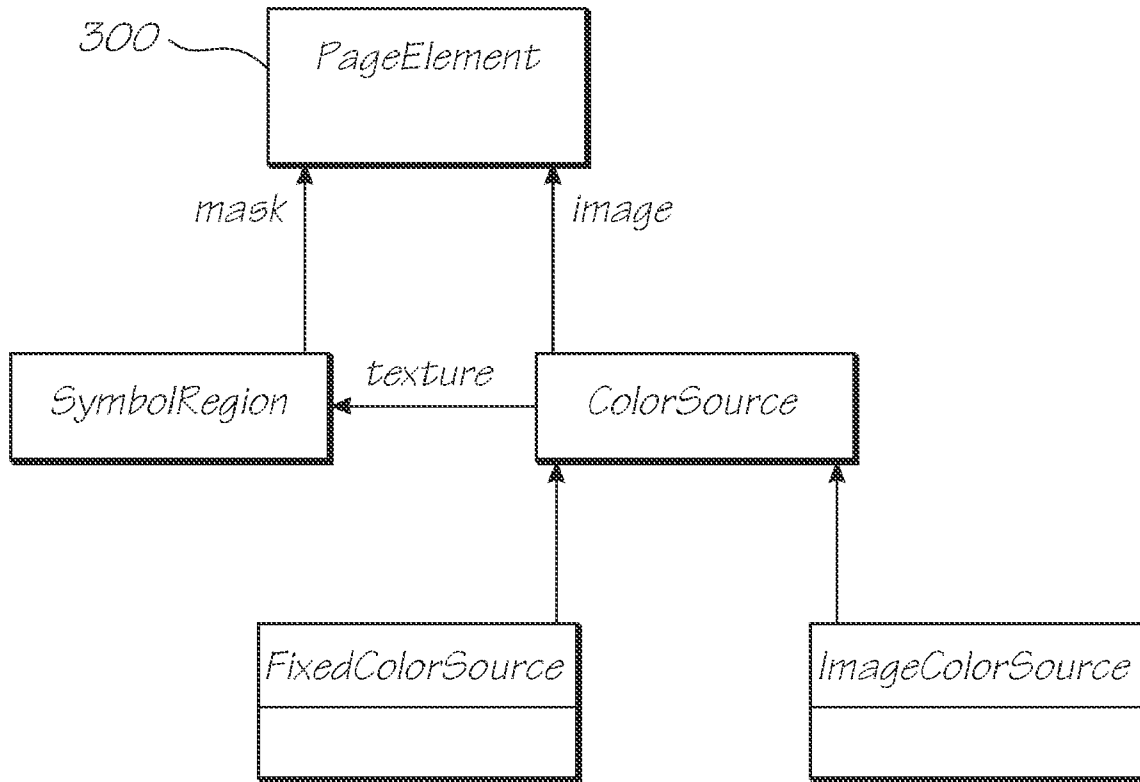 300
PageElement
mask
image
SymbolRegion
texture
ColorSource
FixedColorSource
ImageColorSource